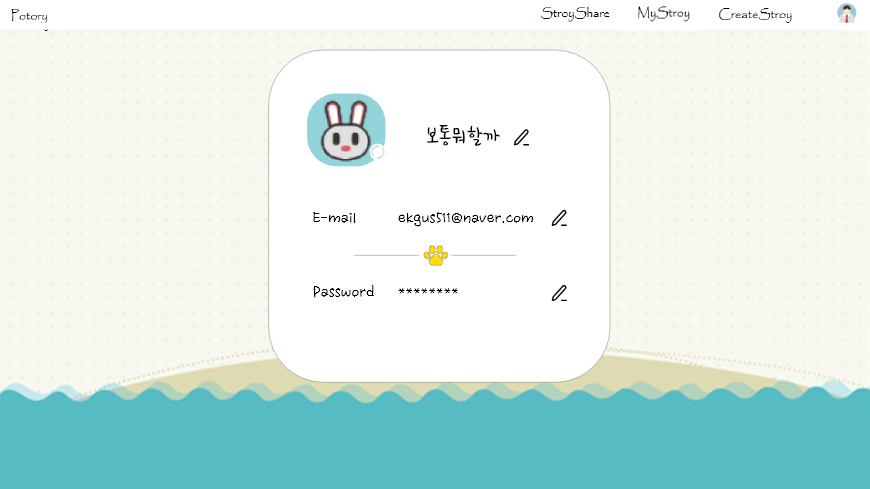 Potory
StroyShare
MyStroy
CreateStroy
보통뭐할까
E-mail ekgus511@naver.com
Password ********